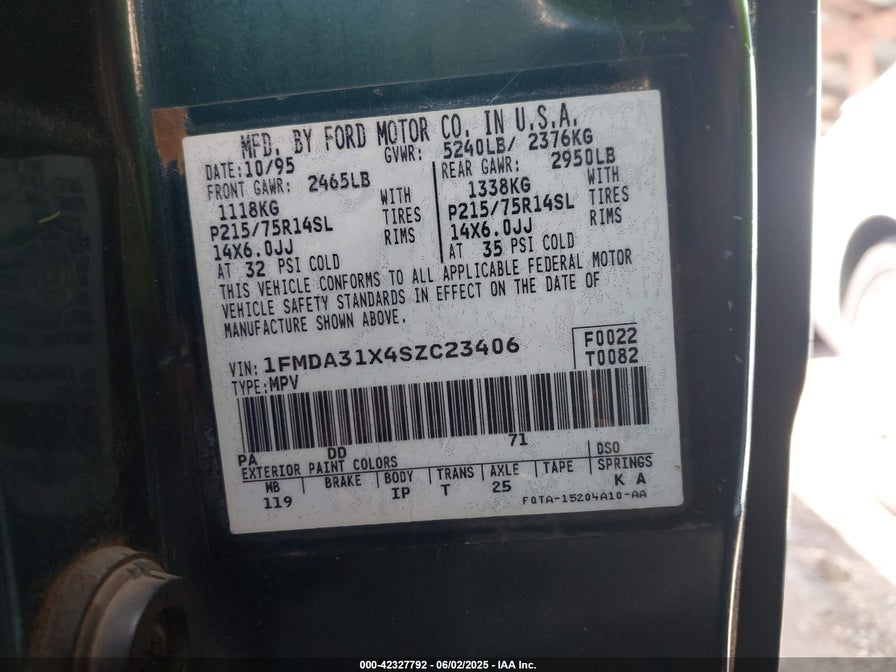 MFD. BY FORD MOTOR CO. IN U.S.A.
DATE: 10/95 GVWR: 5240LB/ 2376KG
FRONT GAWR: 2465LB
1118KG WITH
P215/75R14SL TIRES
14X6.0JJ RIMS
AT 32 PSI COLD
REAR GAWR: 2950LB
1338KG WITH
P215/75R14SL TIRES
14X6.0JJ RIMS
AT 35 PSI COLD
THIS VEHICLE CONFORMS TO ALL APPLICABLE FEDERAL MOTOR
VEHICLE SAFETY STANDARDS IN EFFECT ON THE DATE OF
MANUFACTURE SHOWN ABOVE.
VIN: 1FMDA31X4SZC23406
F0022
T0082
TYPE: MPV
PA DD 71
EXTERIOR PAINT COLORS DSO
WB BRAKE BODY TRANS AXLE TAPE SPRINGS
119 IP T 25 K A
F0TA-15204A10-AA
000-42327792 - 06/02/2025 - IAA Inc.